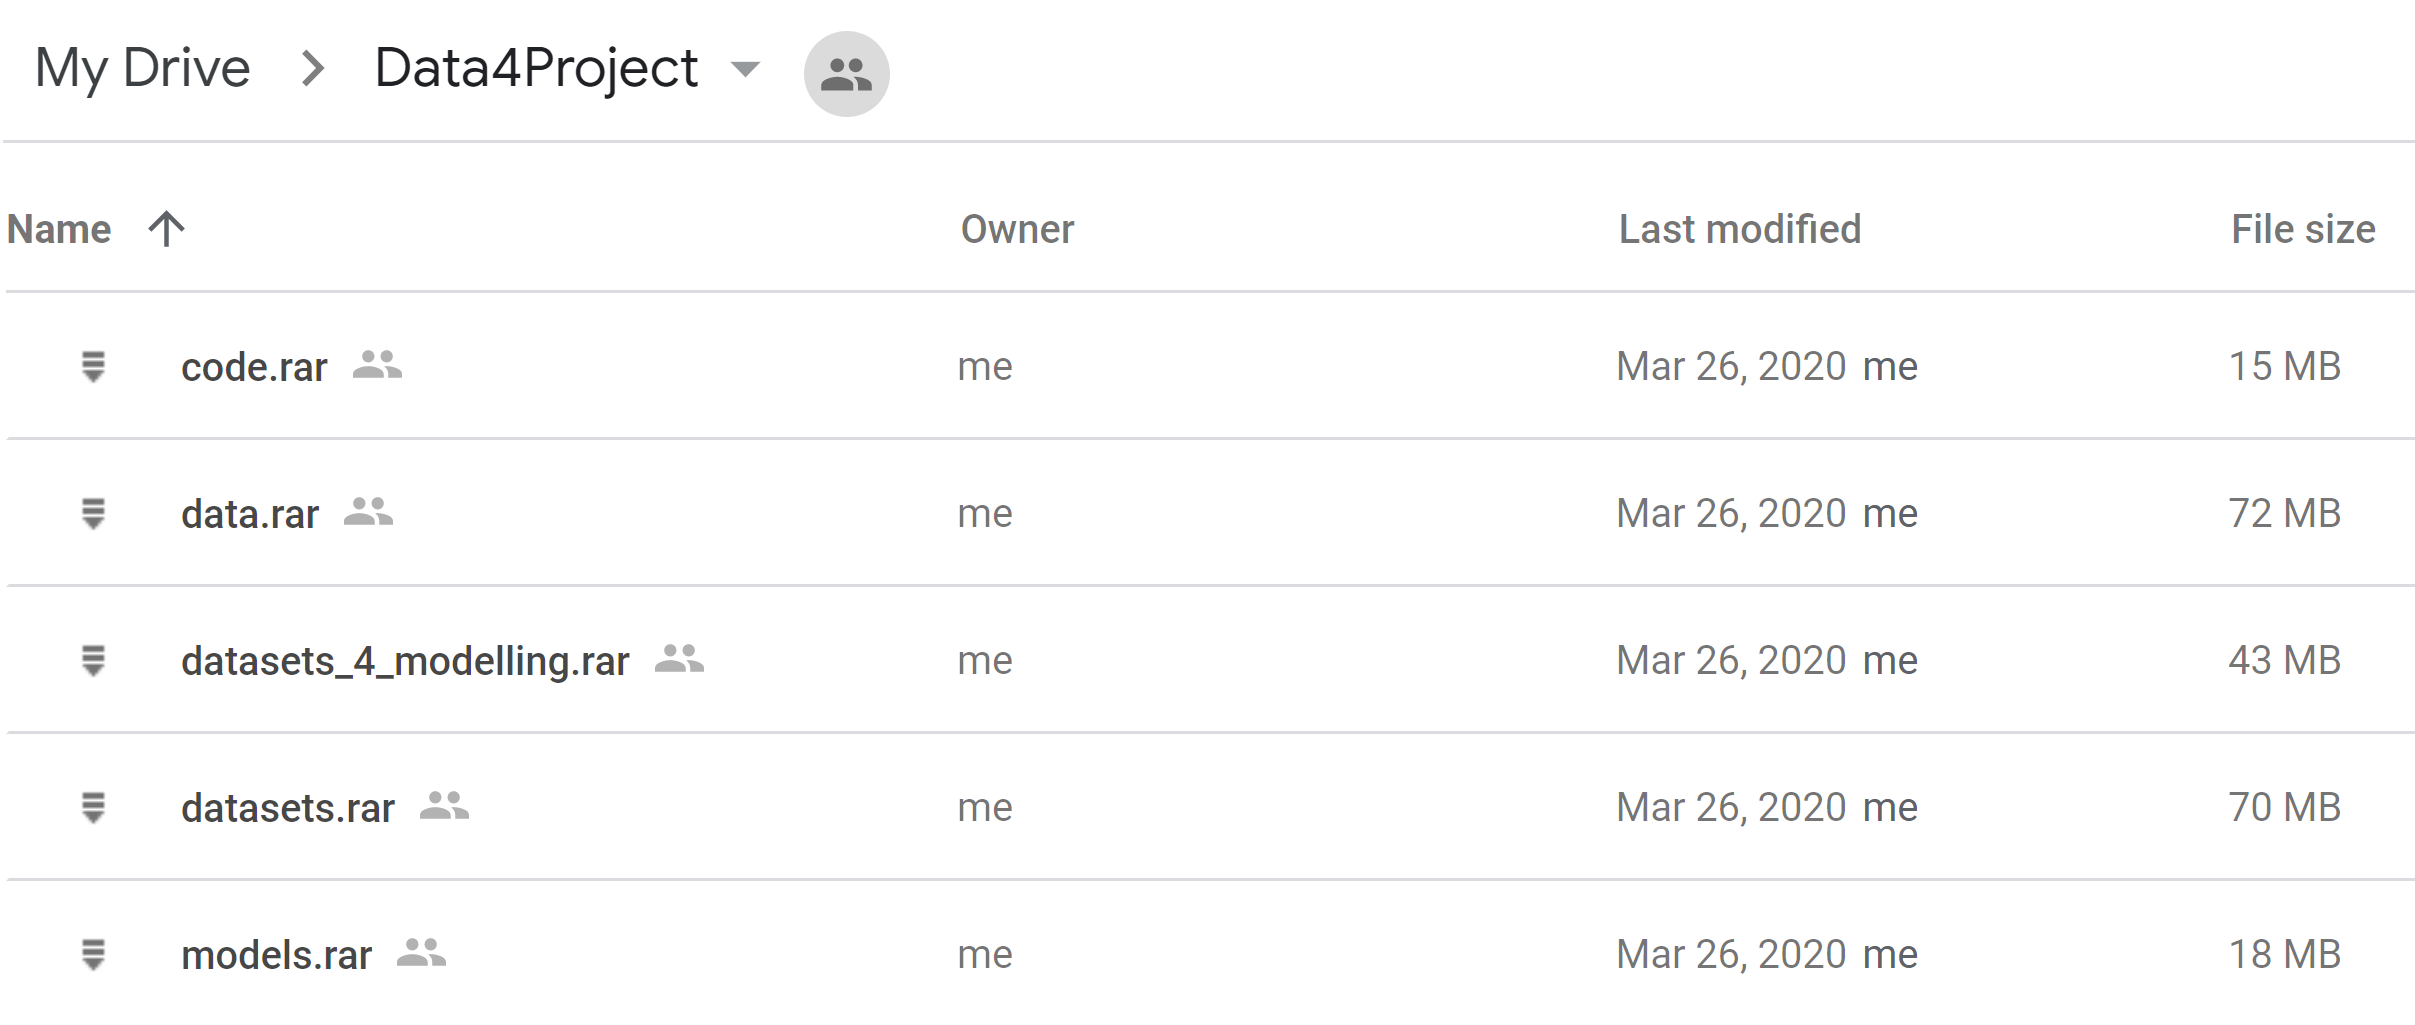 My Drive > Data4Project
Name Owner Last modified File size
code.rar me Mar 26, 2020 me 15 MB
data.rar me Mar 26, 2020 me 72 MB
datasets_4_modelling.rar me Mar 26, 2020 me 43 MB
datasets.rar me Mar 26, 2020 me 70 MB
models.rar me Mar 26, 2020 me 18 MB